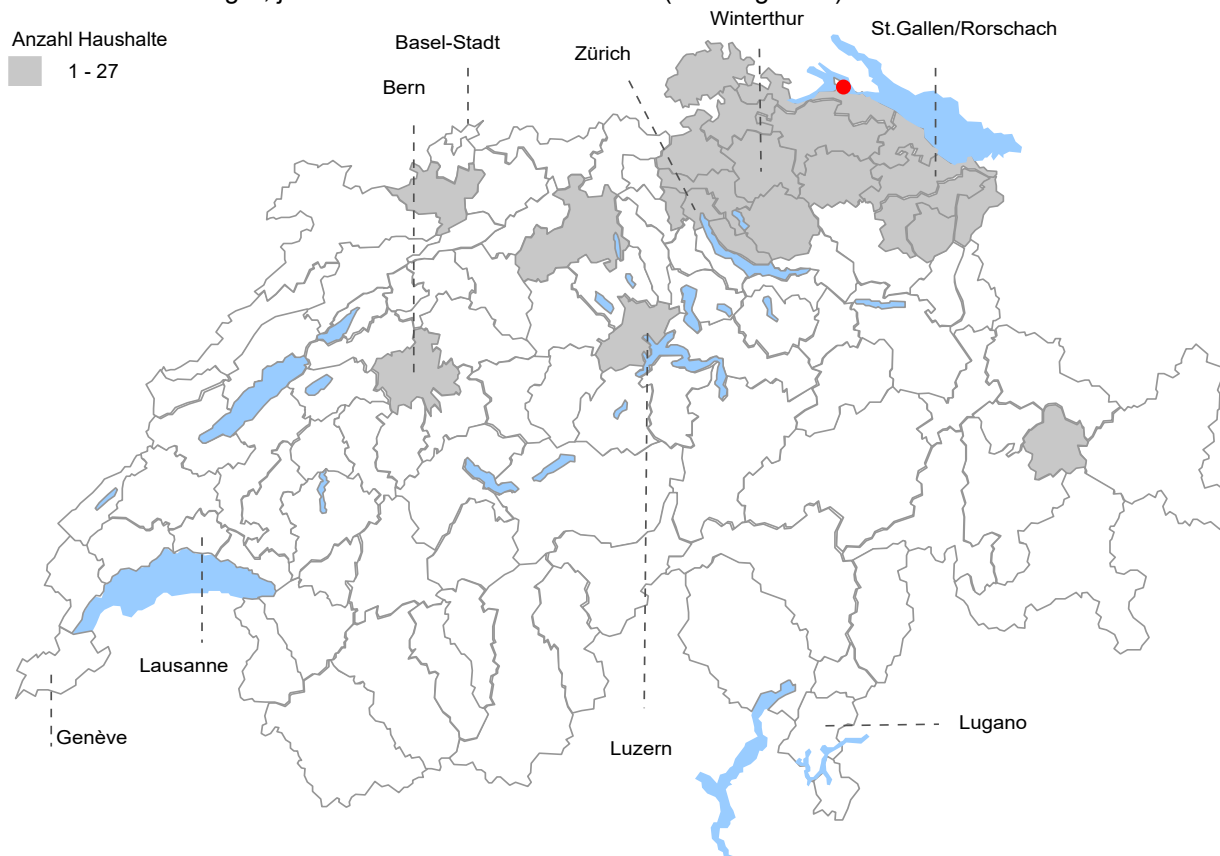 Winterthur
St.Gallen/Rorschach
Anzahl Haushalte
Basel-Stadt
Zürich
1 - 27
Bern
Lausanne
Genève
Luzern
Lugano